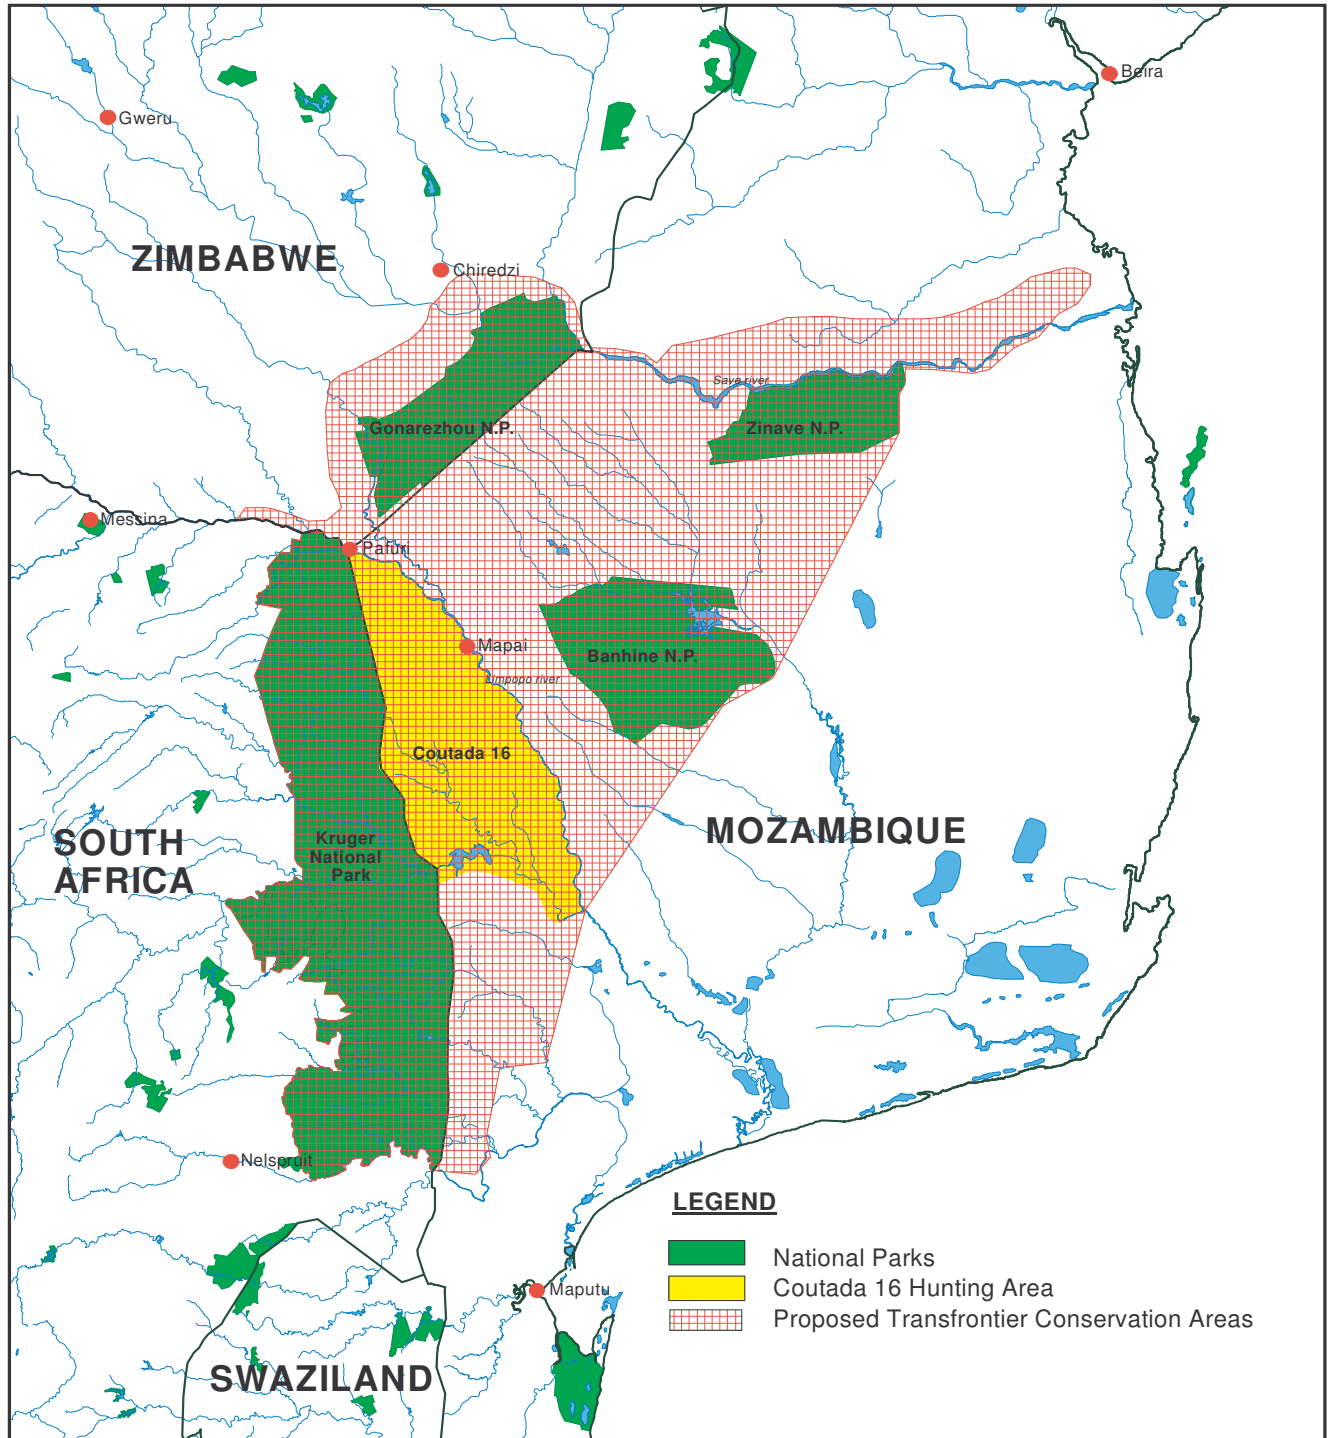 Beira
Gweru
ZIMBABWE
Chiredzi
Save river
Gonarezhou N.P.
Zinave N.P.
Messina
Pafuri
Mapai
Banhine N.P.
Limpopo river
Coutada 16
SOUTH
AFRICA
Kruger
National
Park
MOZAMBIQUE
Nelspruit
LEGEND
National Parks
Coutada 16 Hunting Area
Proposed Transfrontier Conservation Areas
Maputu
SWAZILAND